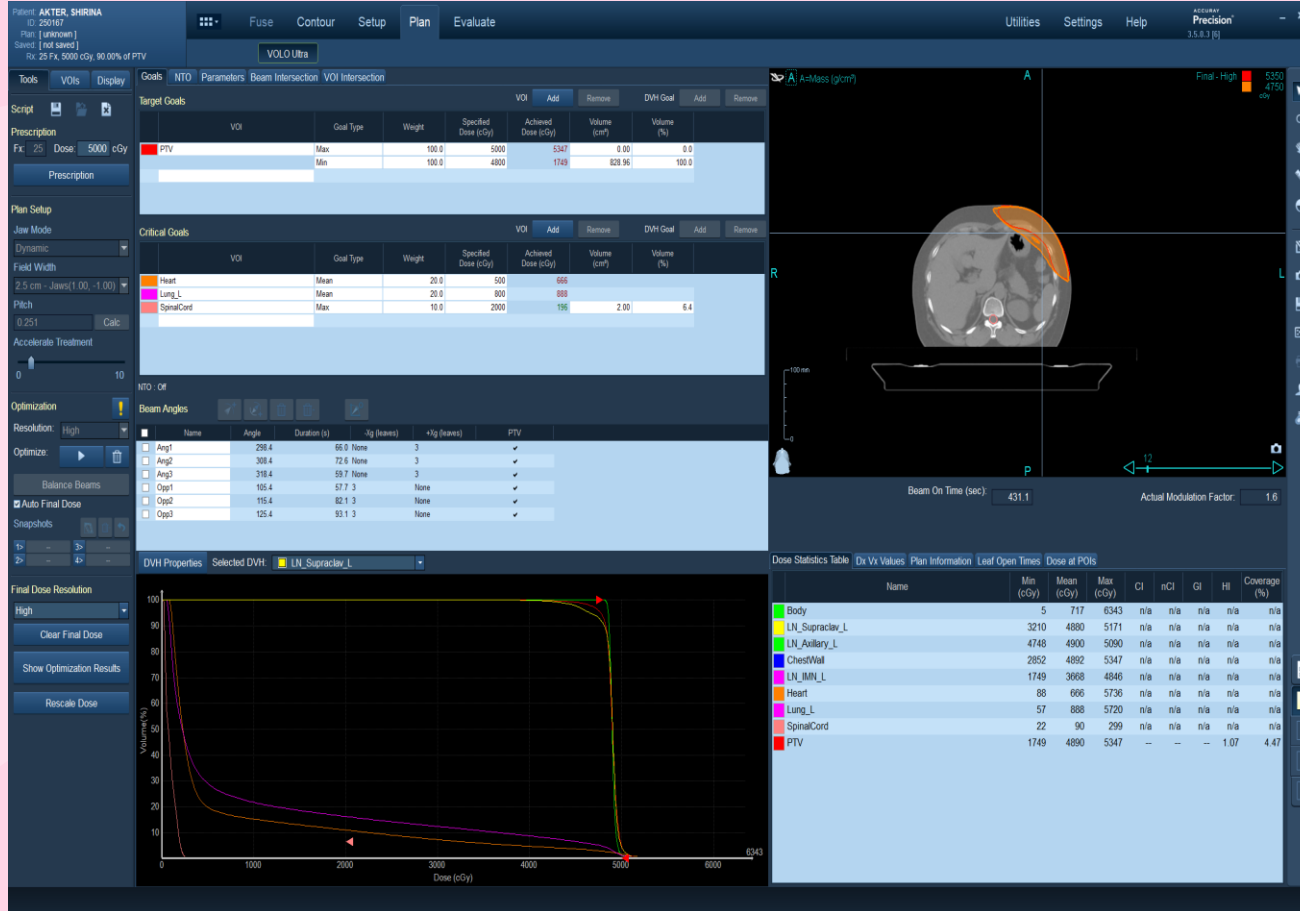 Patient: AKTER, SHIRINA
ID: 250167
Plan: [ unknown ]
Saved: [ not saved ]
Rx: 25 Fx, 5000 cGy, 90.00% of PTV
Fuse Contour Setup Plan Evaluate
Utilities Settings Help
ACCURAY
Precision
3.5.0.3 [6]
VOLO Ultra
Tools VOIs Display
Script
Prescription
Fx: 25 Dose: 5000 cGy
Prescription
Plan Setup
Jaw Mode
Dynamic
Field Width
2.5 cm - Jaws(1.00, -1.00)
Pitch
0.251 Calc
Accelerate Treatment
0 10
Optimization
Resolution: High
Optimize:
Balance Beams
Auto Final Dose
Snapshots
1> -- 3> --
2> -- 4> --
Final Dose Resolution
High
Clear Final Dose
Show Optimization Results
Rescale Dose
Goals NTO Parameters Beam Intersection VOI Intersection
Target Goals VOI Add Remove DVH Goal Add Remove
VOI Goal Type Weight Specified Dose (cGy) Achieved Dose (cGy) Volume (cm³) Volume (%)
PTV Max 100.0 5000 5347 0.00 0.0
Min 100.0 4800 1749 828.96 100.0
Critical Goals VOI Add Remove DVH Goal Add Remove
VOI Goal Type Weight Specified Dose (cGy) Achieved Dose (cGy) Volume (cm³) Volume (%)
Heart Mean 20.0 500 666
Lung_L Mean 20.0 800 888
SpinalCord Max 10.0 2000 196 2.00 6.4
NTO : Off
Beam Angles
Name Angle Duration (s) -Xg (leaves) +Xg (leaves) PTV
Ang1 298.4 66.0 None 3 ✔
Ang2 308.4 72.6 None 3 ✔
Ang3 318.4 59.7 None 3 ✔
Opp1 105.4 57.7 3 None ✔
Opp2 115.4 82.1 3 None ✔
Opp3 125.4 93.1 3 None ✔
DVH Properties Selected DVH: LN_Supraclav_L
100
90
80
70
60
50
40
30
20
10
Volume(%)
0 1000 2000 3000 4000 5000 6000
6343
Dose (cGy)
A A=Mass (g/cm³)
A
Final - High 5350
4750
cGy
R
L
100 mm
0
P
12
Beam On Time (sec): 431.1 Actual Modulation Factor: 1.6
Dose Statistics Table Dx Vx Values Plan Information Leaf Open Times Dose at POIs
Name Min (cGy) Mean (cGy) Max (cGy) CI nCI GI HI Coverage (%)
Body 5 717 6343 n/a n/a n/a n/a n/a
LN_Supraclav_L 3210 4880 5171 n/a n/a n/a n/a n/a
LN_Axillary_L 4748 4900 5090 n/a n/a n/a n/a n/a
ChestWall 2852 4892 5347 n/a n/a n/a n/a n/a
LN_IMN_L 1749 3668 4846 n/a n/a n/a n/a n/a
Heart 88 666 5736 n/a n/a n/a n/a n/a
Lung_L 57 888 5720 n/a n/a n/a n/a n/a
SpinalCord 22 90 299 n/a n/a n/a n/a n/a
PTV 1749 4890 5347 -- -- -- 1.07 4.47